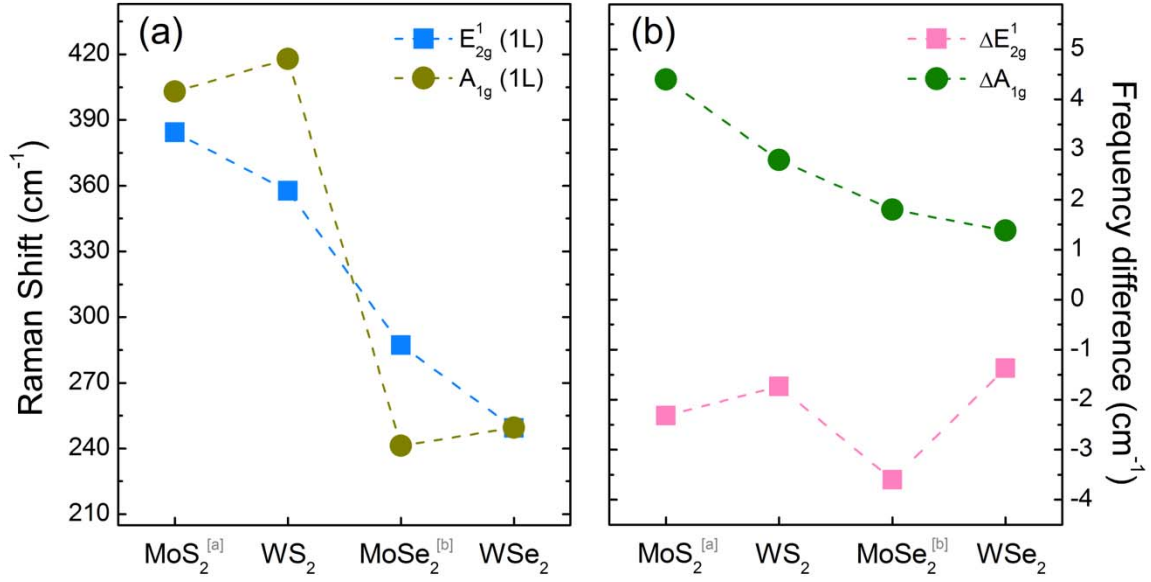 (a)
E¹₂g (1L)
A₁g (1L)
Raman Shift (cm⁻¹)
420
390
360
330
300
270
240
210
MoS₂ [a]
WS₂
MoSe₂ [b]
WSe₂
(b)
ΔE¹₂g
ΔA₁g
5
4
3
2
1
0
-1
-2
-3
-4
Frequency difference (cm⁻¹)
MoS₂ [a]
WS₂
MoSe₂ [b]
WSe₂